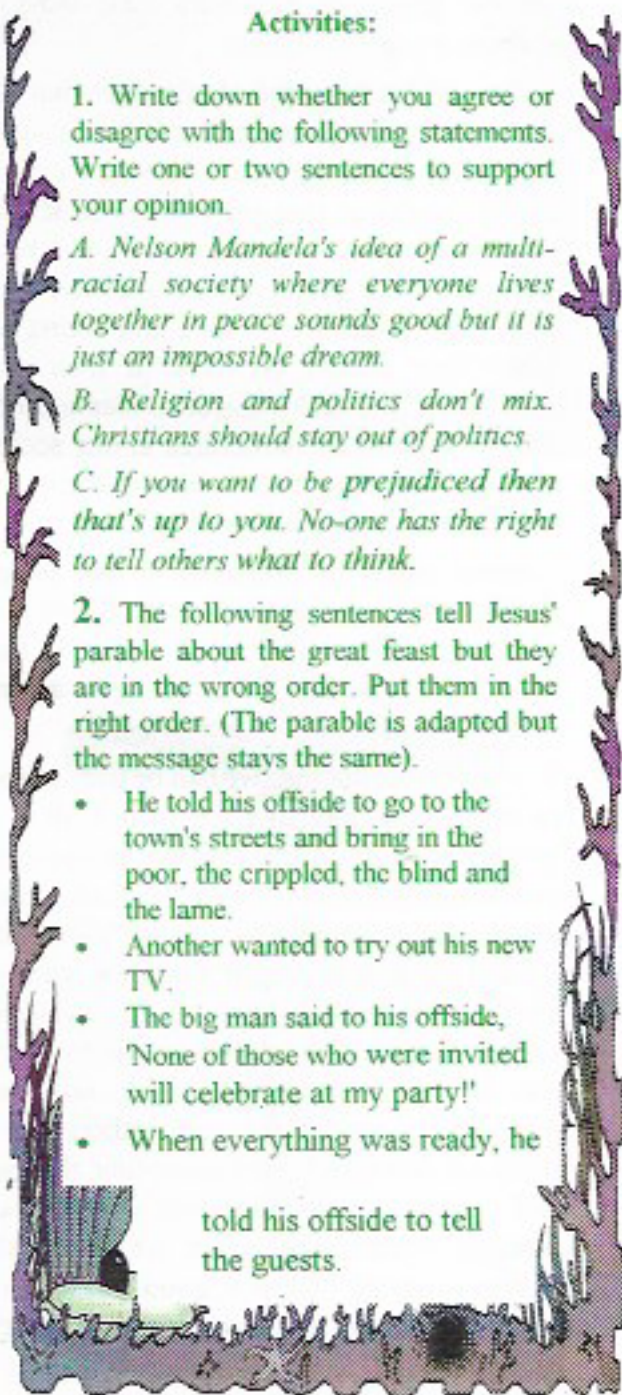 Activities:
1. Write down whether you agree or
disagree with the following statements.
Write one or two sentences to support
your opinion.
A. Nelson Mandela's idea of a multi-
racial society where everyone lives
together in peace sounds good but it is
just an impossible dream.
B. Religion and politics don't mix.
Christians should stay out of politics.
C. If you want to be prejudiced then
that's up to you. No-one has the right
to tell others what to think.
2. The following sentences tell Jesus'
parable about the great feast but they
are in the wrong order. Put them in the
right order. (The parable is adapted but
the message stays the same).
• He told his offside to go to the
town's streets and bring in the
poor, the crippled, the blind and
the lame.
• Another wanted to try out his new
TV.
• The big man said to his offside,
'None of those who were invited
will celebrate at my party!'
• When everything was ready, he
told his offside to tell
the guests.